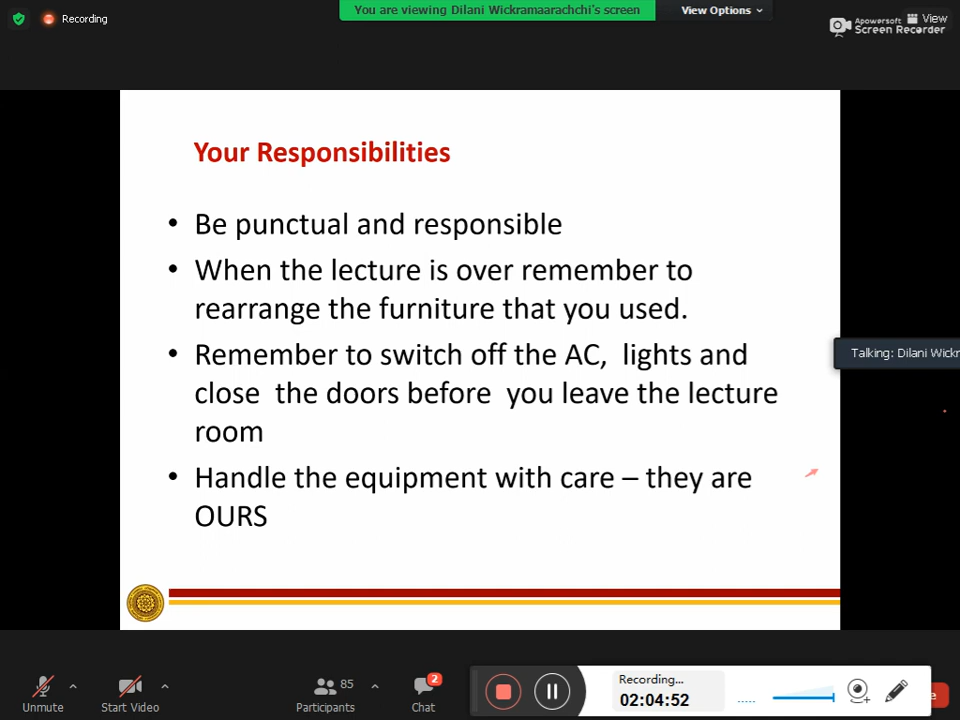 Recording
You are viewing Dilani Wickramaarachchi's screen
View Options
Apowersoft
Screen Recorder
View
Your Responsibilities
• Be punctual and responsible
• When the lecture is over remember to
rearrange the furniture that you used.
• Remember to switch off the AC, lights and
close the doors before you leave the lecture
room
• Handle the equipment with care – they are
OURS
Talking: Dilani Wickr
Unmute
Start Video
85
Participants
2
Chat
Recording...
02:04:52